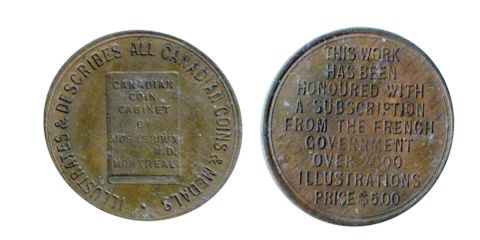 ILLUSTRATES & DESCRIBES ALL CANADIAN COINS & MEDALS
CANADIAN
COIN
CABINET
BY
JOS LEROUX
M.D.
MONTREAL
THIS WORK
HAS BEEN
HONOURED WITH
A SUBSCRIPTION
FROM THE FRENCH
GOVERNMENT
OVER 2000
ILLUSTRATIONS
PRICE $5.00